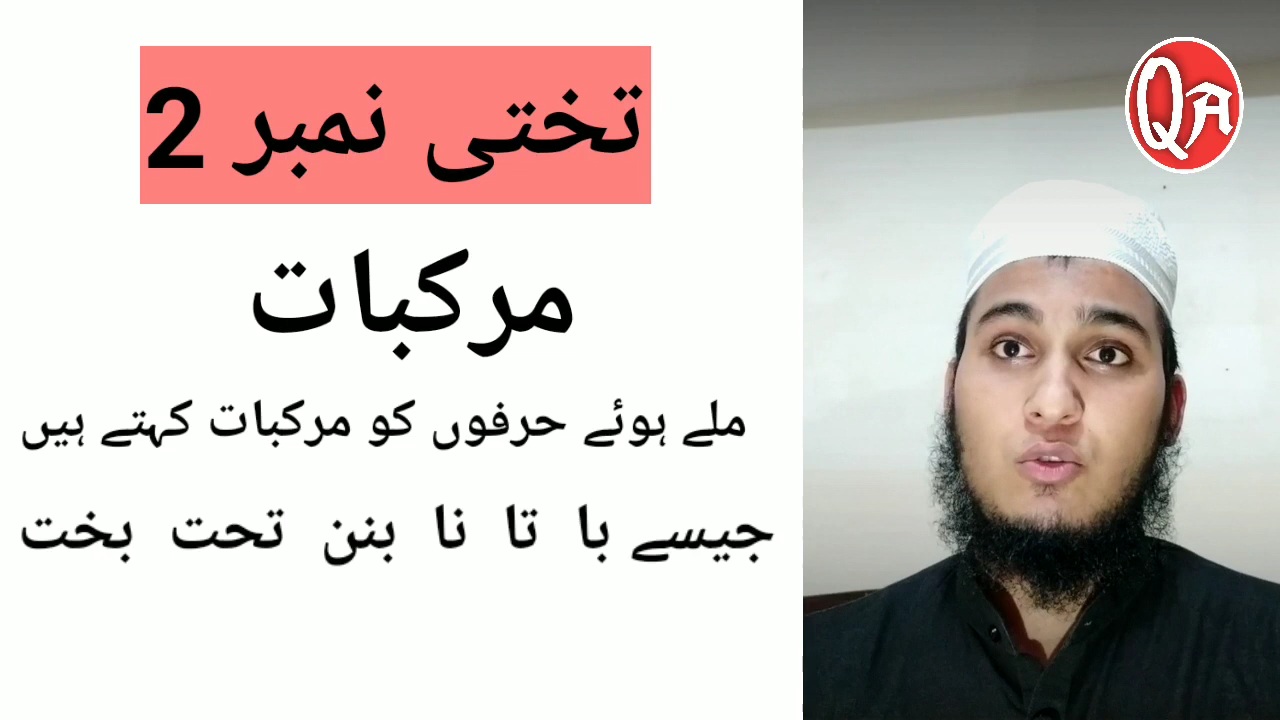 تختی نمبر 2
مرکبات
ملے ہوئے حرفوں کو مرکبات کہتے ہیں
جیسے با تا نا بنن تحت بخت
QA